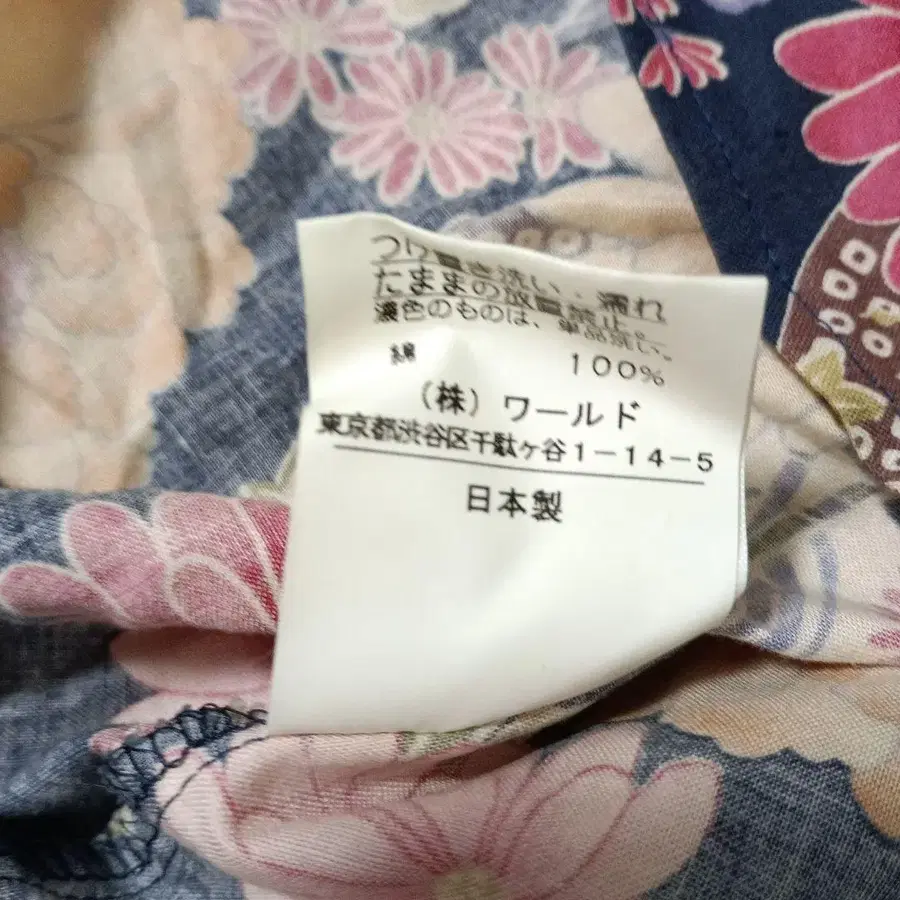 つけ置き洗い、濡れ
たままの放置禁止。
濃色のものは、単品洗い。
綿 100%
(株) ワールド
東京都渋谷区千駄ヶ谷1-14-5
日本製